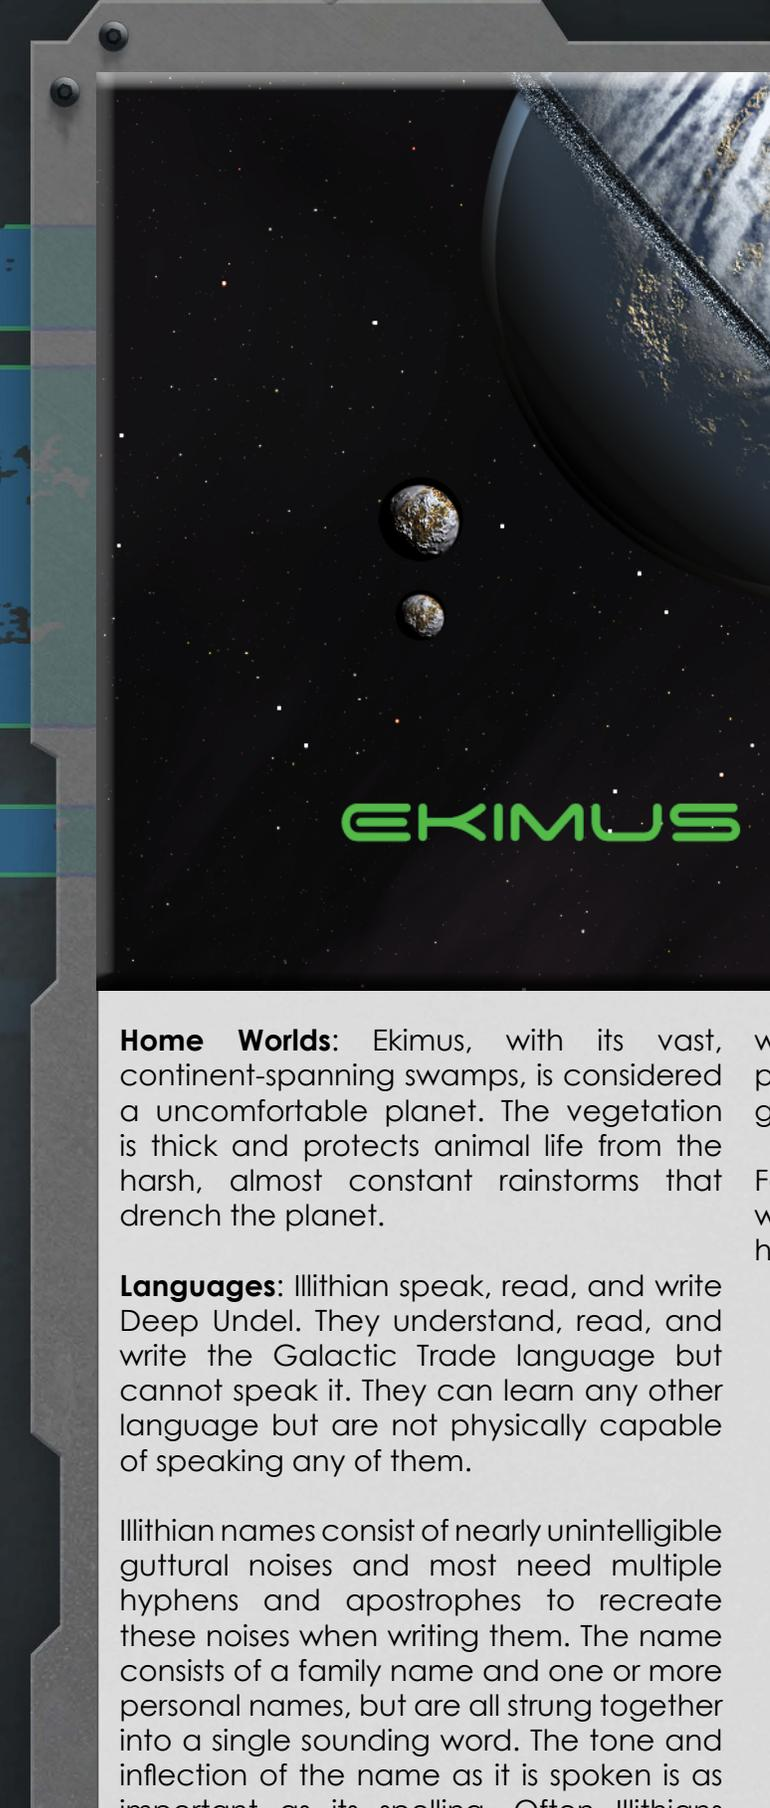 EKIMUS
Home Worlds: Ekimus, with its vast,
continent-spanning swamps, is considered
a uncomfortable planet. The vegetation
is thick and protects animal life from the
harsh, almost constant rainstorms that
drench the planet.
Languages: Illithian speak, read, and write
Deep Undel. They understand, read, and
write the Galactic Trade language but
cannot speak it. They can learn any other
language but are not physically capable
of speaking any of them.
Illithian names consist of nearly unintelligible
guttural noises and most need multiple
hyphens and apostrophes to recreate
these noises when writing them. The name
consists of a family name and one or more
personal names, but are all strung together
into a single sounding word. The tone and
inflection of the name as it is spoken is as
important as its spelling. Often Illithians